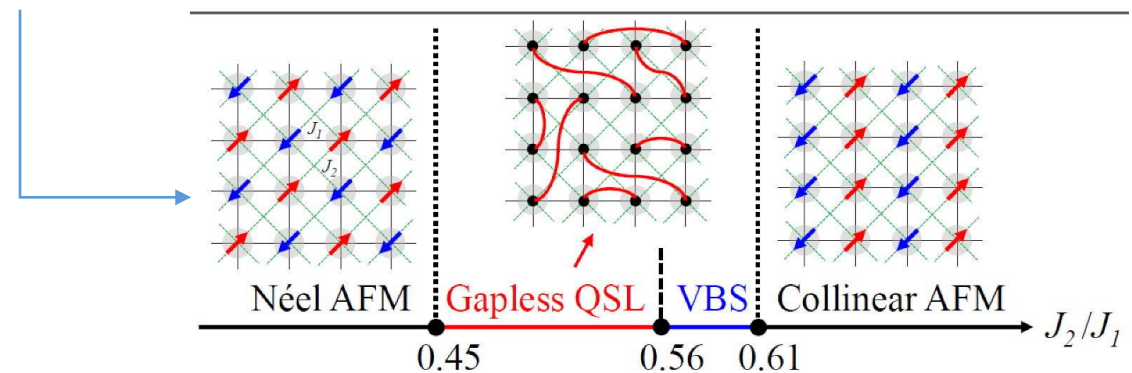 J₁
J₂
Néel AFM Gapless QSL VBS Collinear AFM
J₂/J₁
0.45 0.56 0.61